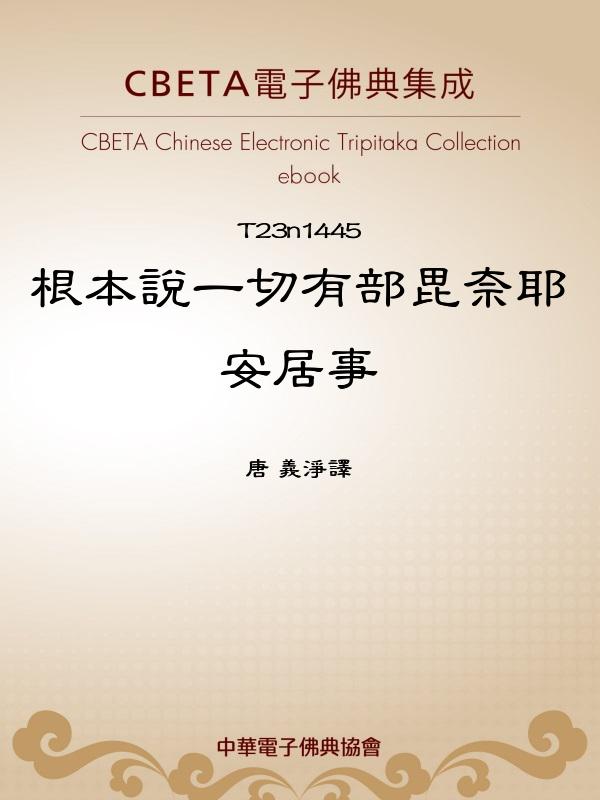 CBETA電子佛典集成
CBETA Chinese Electronic Tripitaka Collection
ebook
T23n1445
根本說一切有部毘奈耶
安居事
唐 義淨譯
中華電子佛典協會